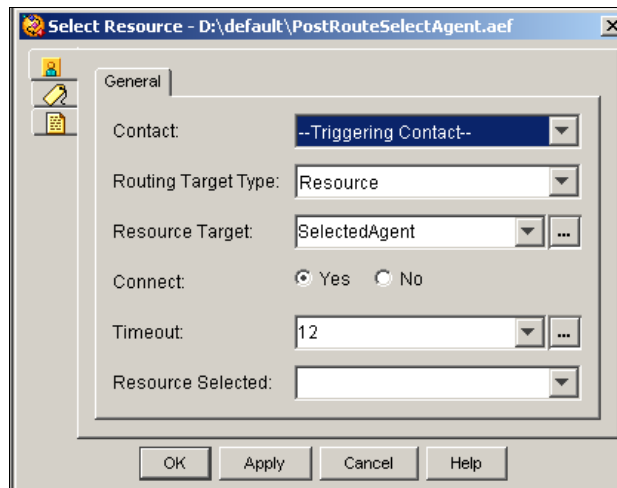 Select Resource - D:\default\PostRouteSelectAgent.aef
General
Contact: --Triggering Contact--
Routing Target Type: Resource
Resource Target: SelectedAgent ...
Connect: Yes No
Timeout: 12 ...
Resource Selected:
OK Apply Cancel Help